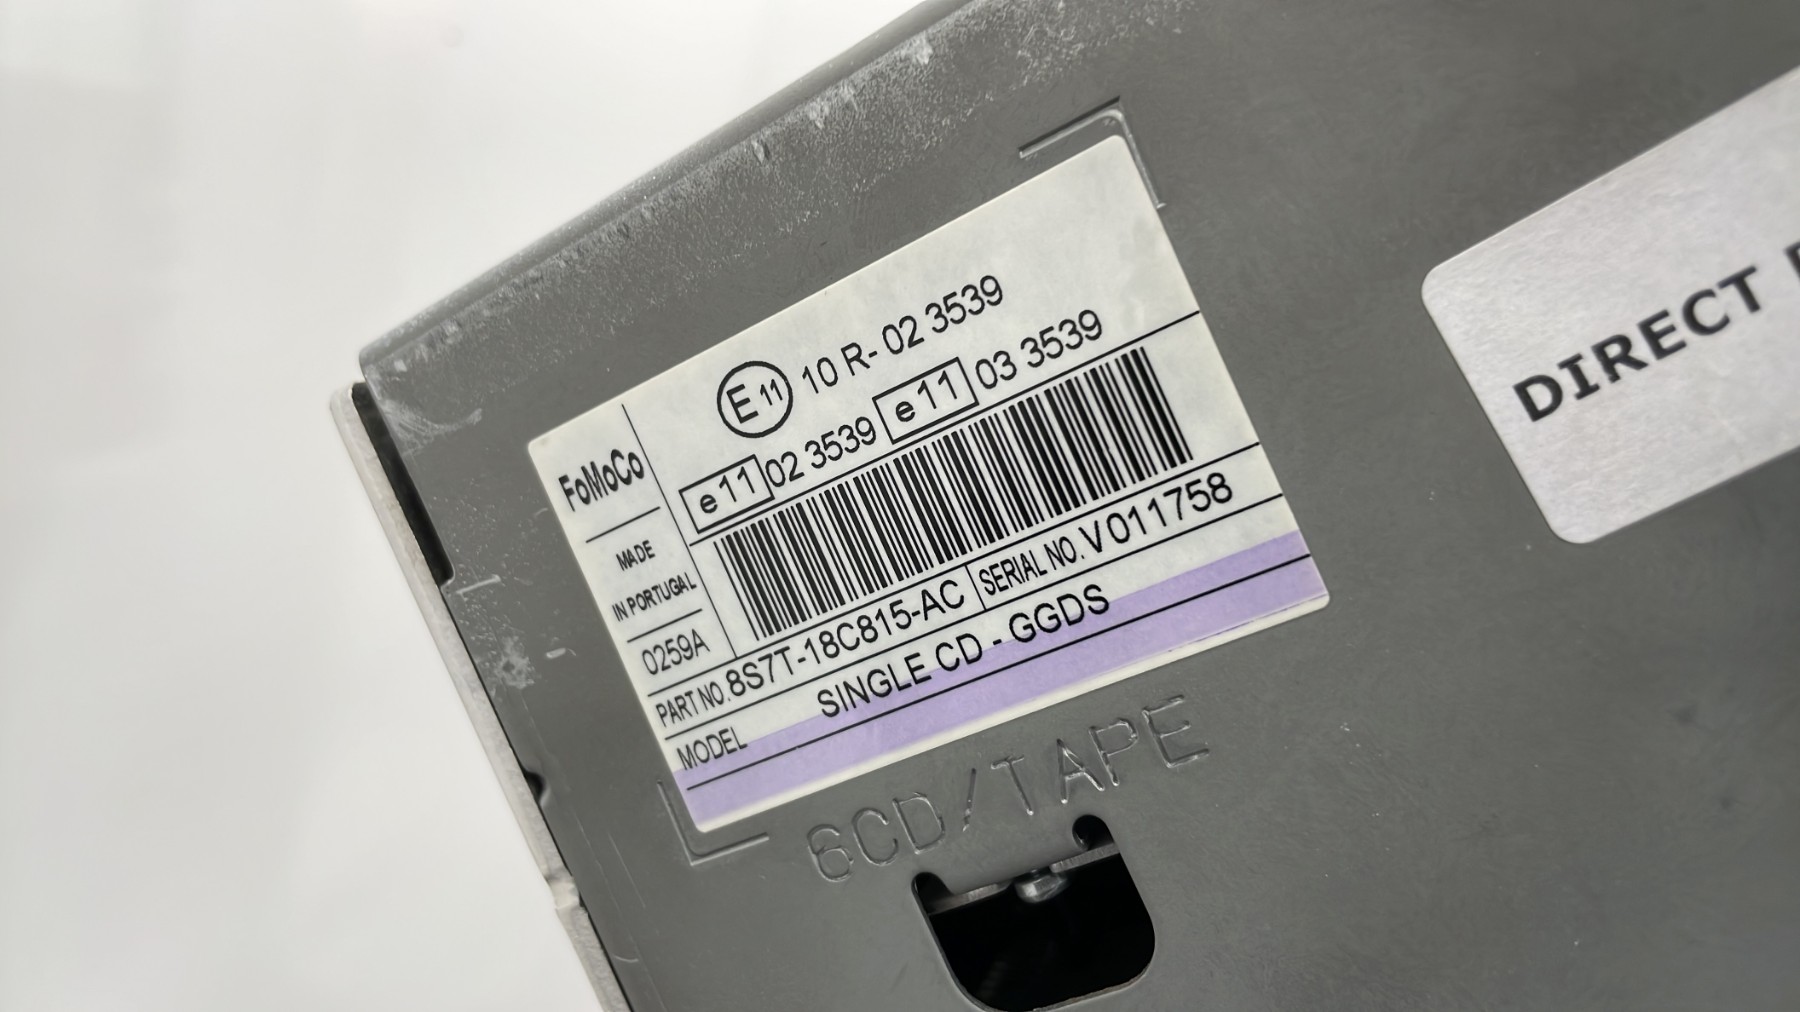 E11 10 R- 02 3539
e11 02 3539 e11 03 3539
FoMoCo
MADE
IN PORTUGAL
0259A
PART NO. 8S7T-18C815-AC SERIAL NO. V011758
MODEL SINGLE CD - GGDS
6CD/TAPE
DIRECT